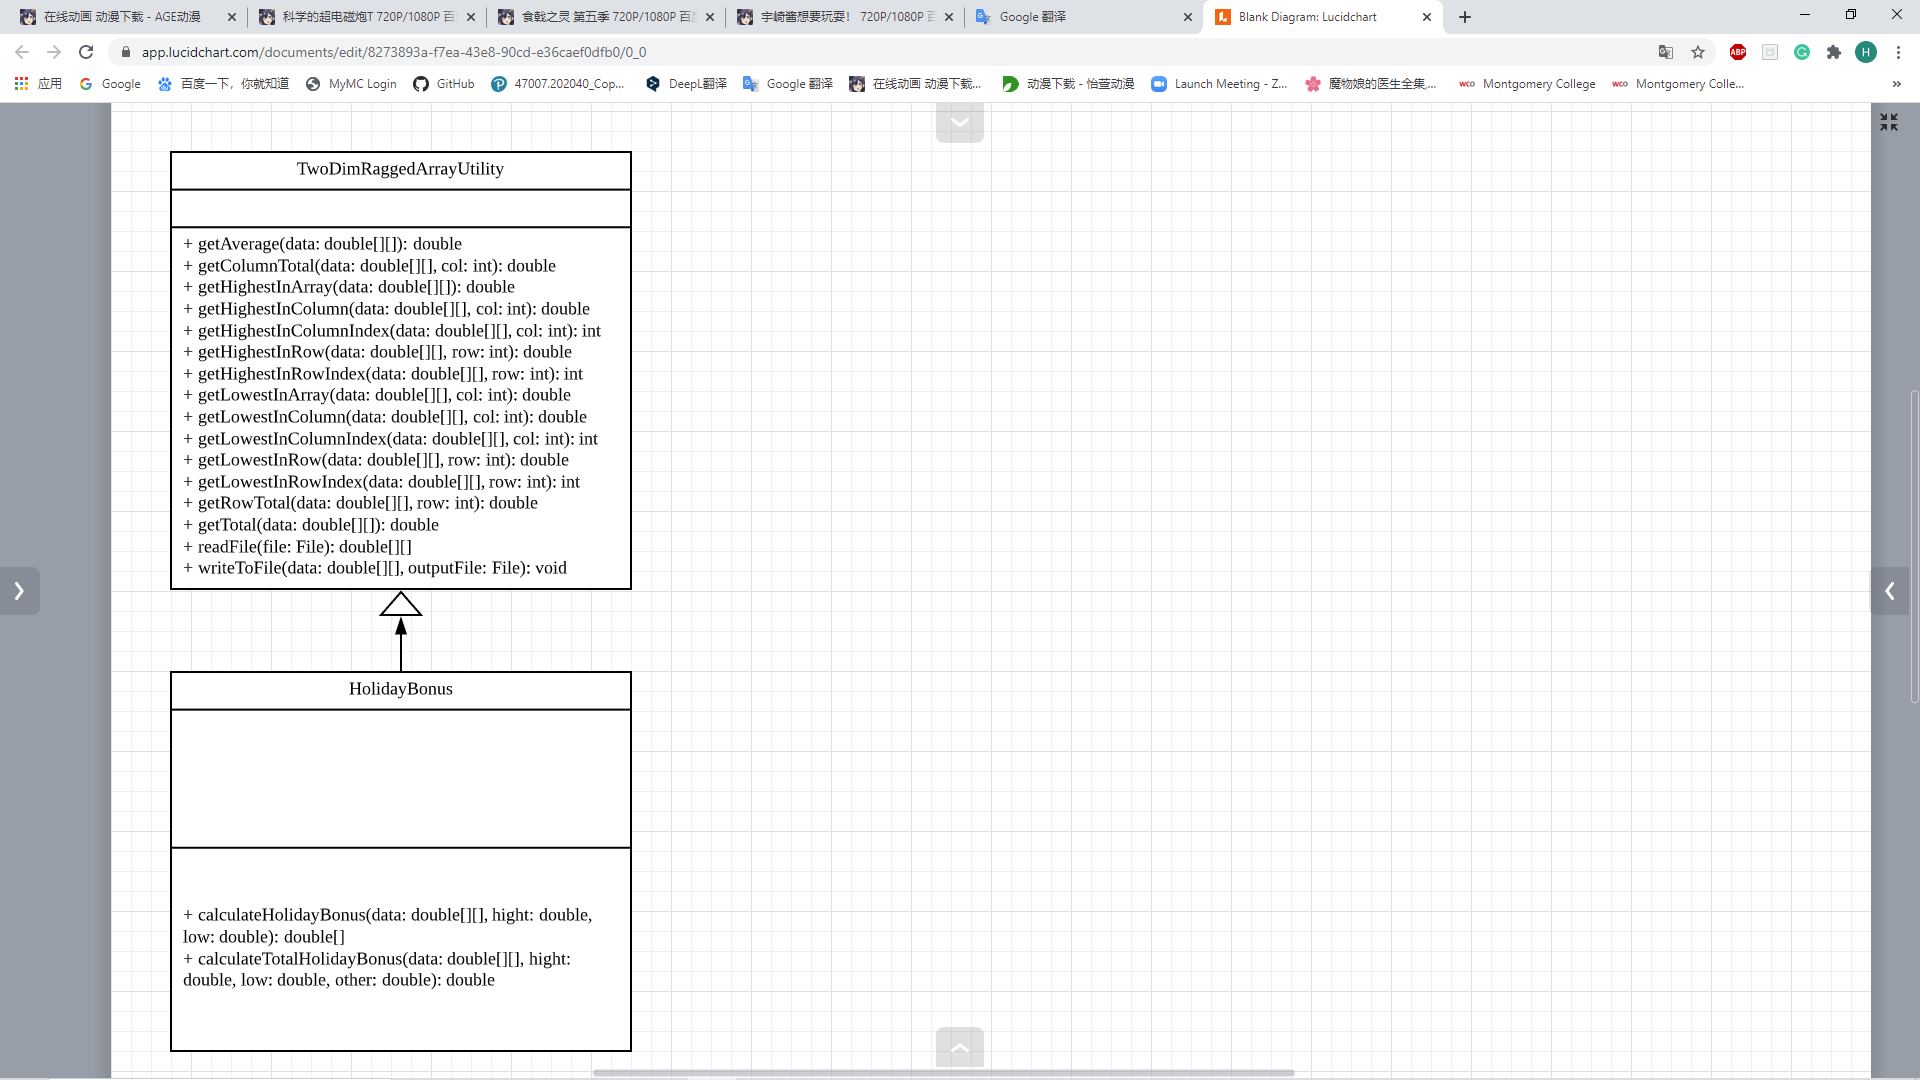 在线动画 动漫下载 - AGE动漫
科学的超电磁炮T 720P/1080P 百
食戟之灵 第五季 720P/1080P 百度
宇崎酱想要玩耍！ 720P/1080P 百
Google 翻译
Blank Diagram: Lucidchart
app.lucidchart.com/documents/edit/8273893a-f7ea-43e8-90cd-e36caef0dfb0/0_0
ABP
H
应用
Google
百度一下，你就知道
MyMC Login
GitHub
47007.202040_Cop...
DeepL翻译
Google 翻译
在线动画 动漫下载...
动漫下载 - 怡萱动漫
Launch Meeting - Z...
魔物娘的医生全集,...
wco Montgomery College
wco Montgomery Colle...
TwoDimRaggedArrayUtility
+ getAverage(data: double[][]): double
+ getColumnTotal(data: double[][], col: int): double
+ getHighestInArray(data: double[][]): double
+ getHighestInColumn(data: double[][], col: int): double
+ getHighestInColumnIndex(data: double[][], col: int): int
+ getHighestInRow(data: double[][], row: int): double
+ getHighestInRowIndex(data: double[][], row: int): int
+ getLowestInArray(data: double[][], col: int): double
+ getLowestInColumn(data: double[][], col: int): double
+ getLowestInColumnIndex(data: double[][], col: int): int
+ getLowestInRow(data: double[][], row: int): double
+ getLowestInRowIndex(data: double[][], row: int): int
+ getRowTotal(data: double[][], row: int): double
+ getTotal(data: double[][]): double
+ readFile(file: File): double[][]
+ writeToFile(data: double[][], outputFile: File): void
HolidayBonus
+ calculateHolidayBonus(data: double[][], hight: double,
low: double): double[]
+ calculateTotalHolidayBonus(data: double[][], hight:
double, low: double, other: double): double